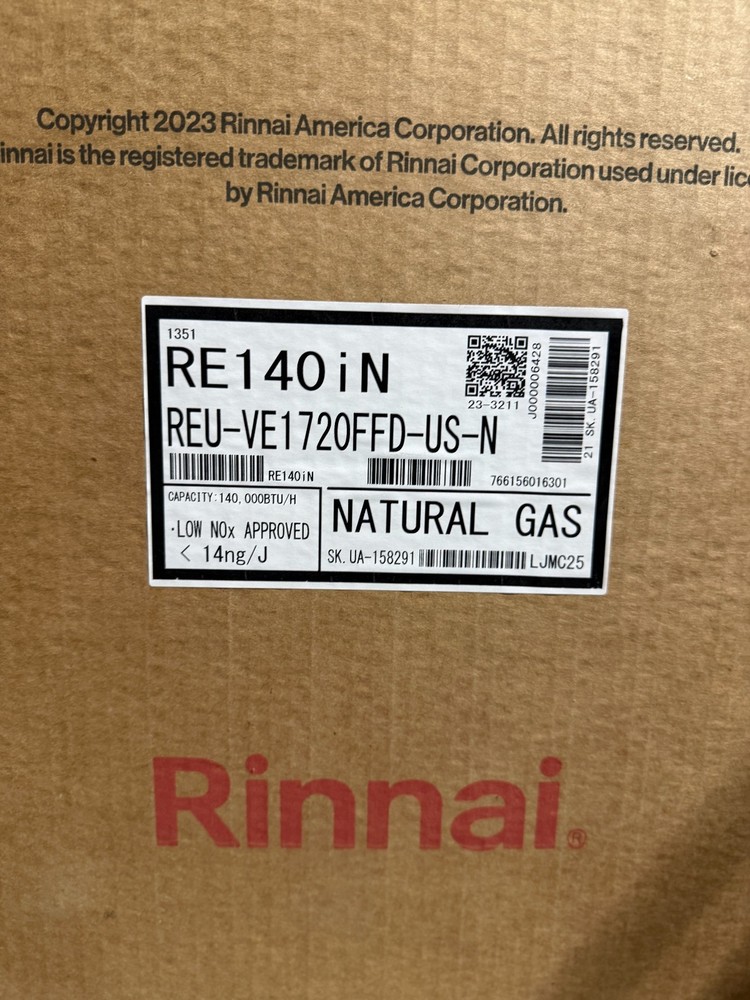 Copyright 2023 Rinnai America Corporation. All rights reserved.
innai is the registered trademark of Rinnai Corporation used under lice
by Rinnai America Corporation.
1351
RE140iN
23-3211
J000006428
21 SK. UA-158291
REU-VE1720FFD-US-N
RE140iN
766156016301
CAPACITY:140,000BTU/H
·LOW NOx APPROVED
< 14ng/J
NATURAL GAS
SK. UA-158291 LJMC25
Rinnai®